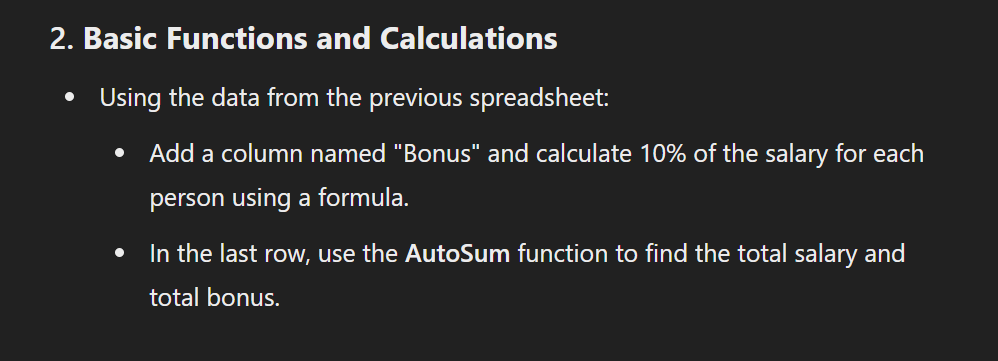 2. Basic Functions and Calculations
• Using the data from the previous spreadsheet:
• Add a column named "Bonus" and calculate 10% of the salary for each
person using a formula.
• In the last row, use the AutoSum function to find the total salary and
total bonus.